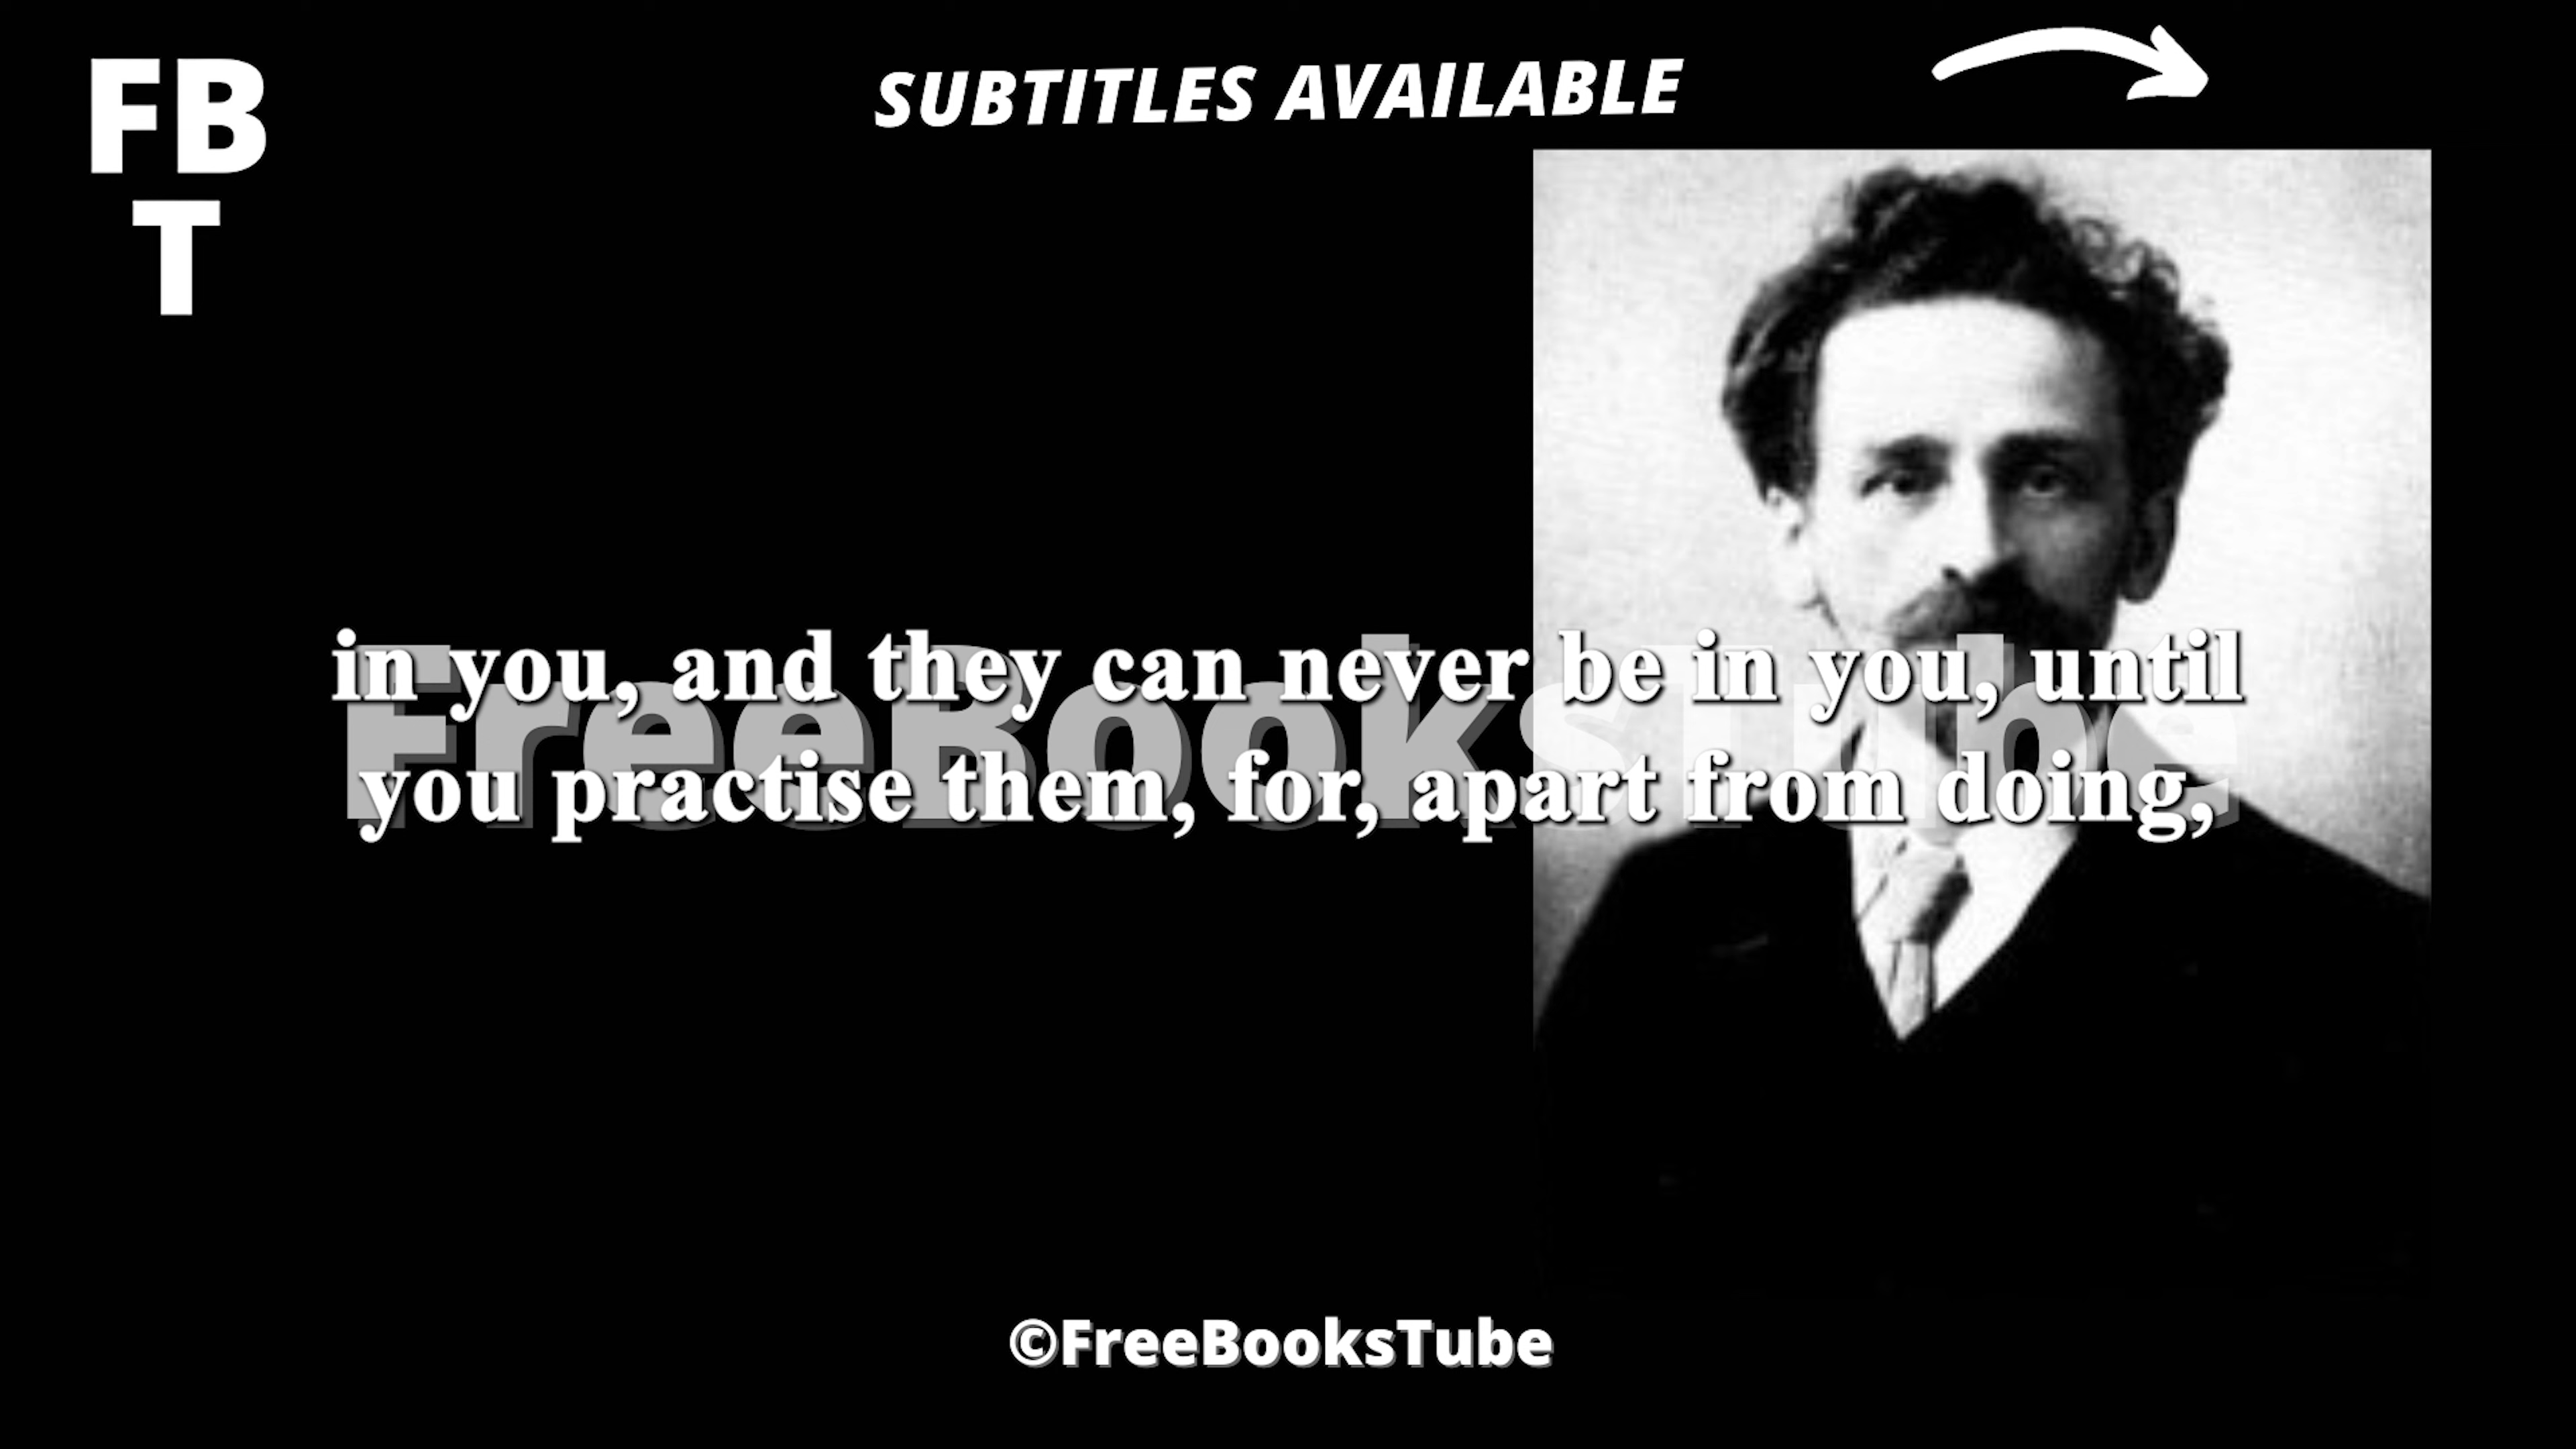 FB
T
SUBTITLES AVAILABLE
in you, and they can never be in you, until
you practise them, for, apart from doing,
FreeBooksTube
©FreeBooksTube